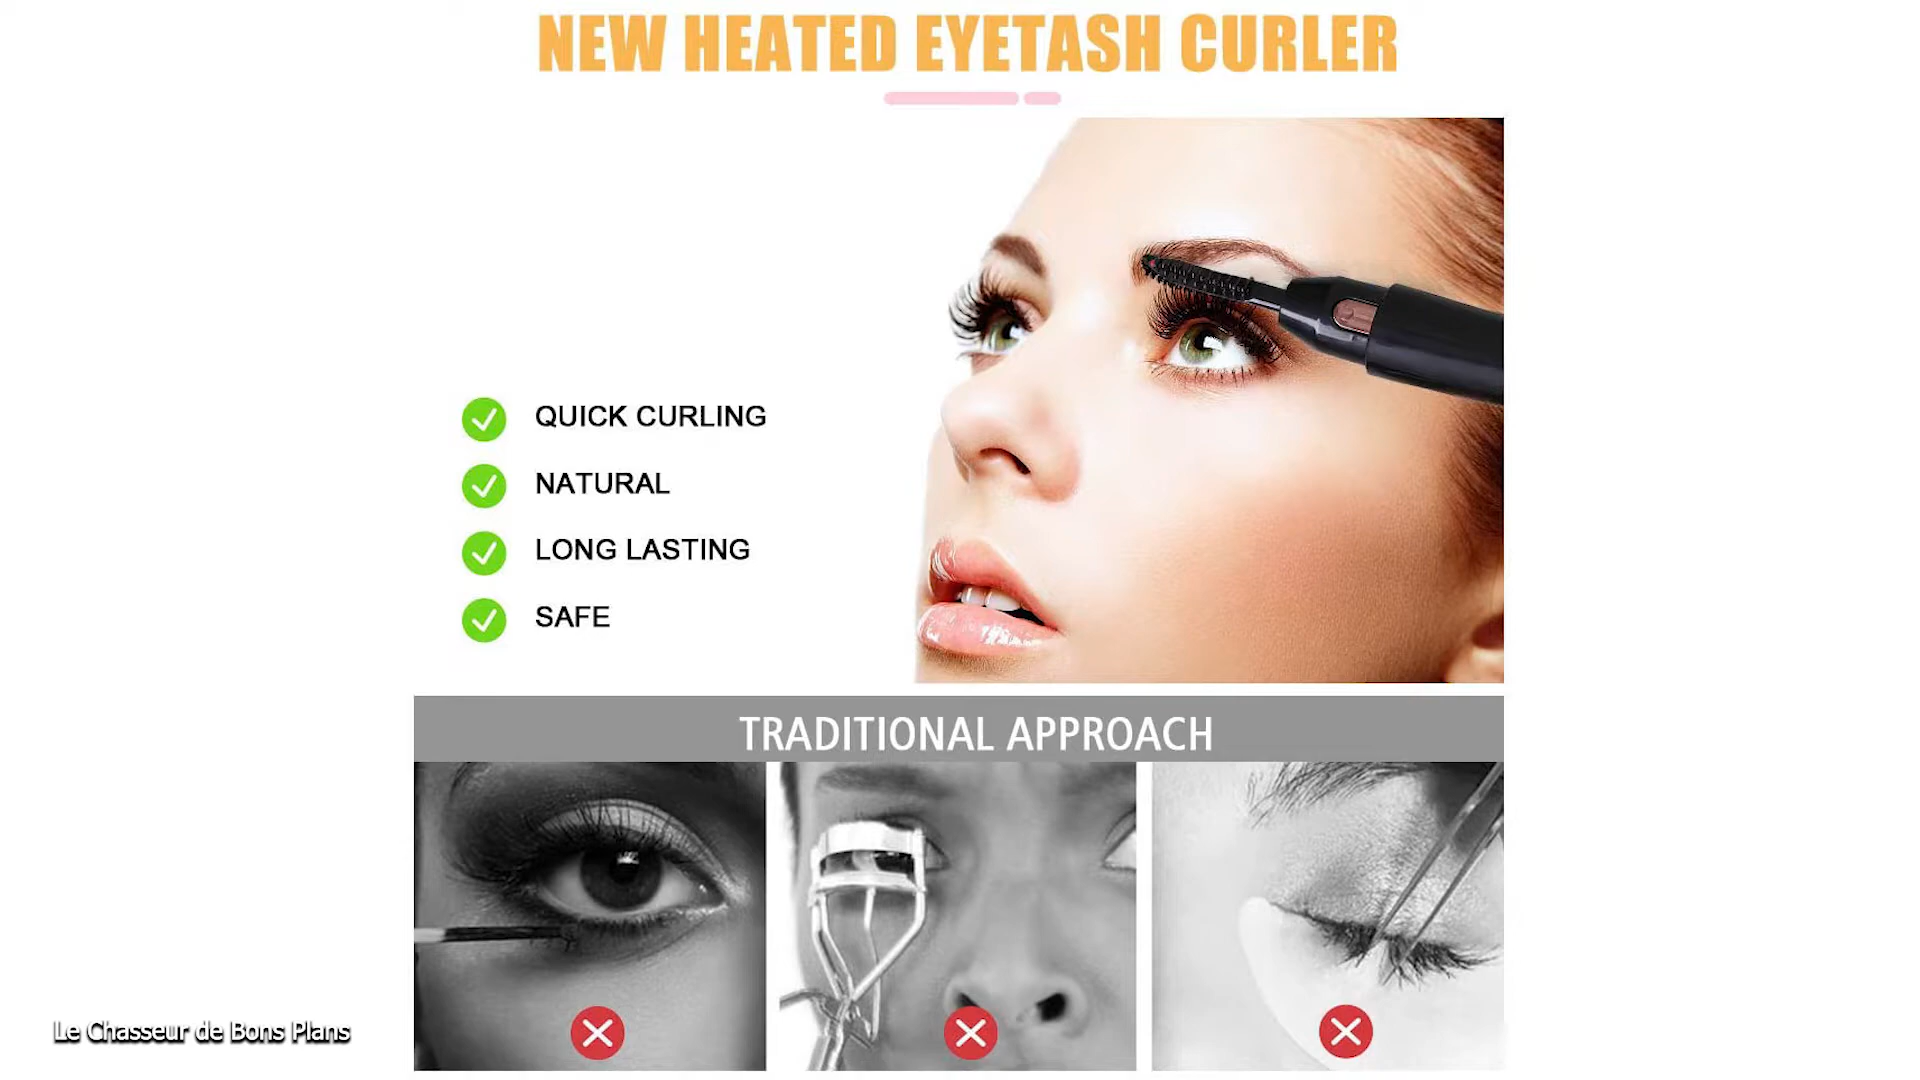 NEW HEATED EYETASH CURLER
QUICK CURLING
NATURAL
LONG LASTING
SAFE
TRADITIONAL APPROACH
Le Chasseur de Bons Plans